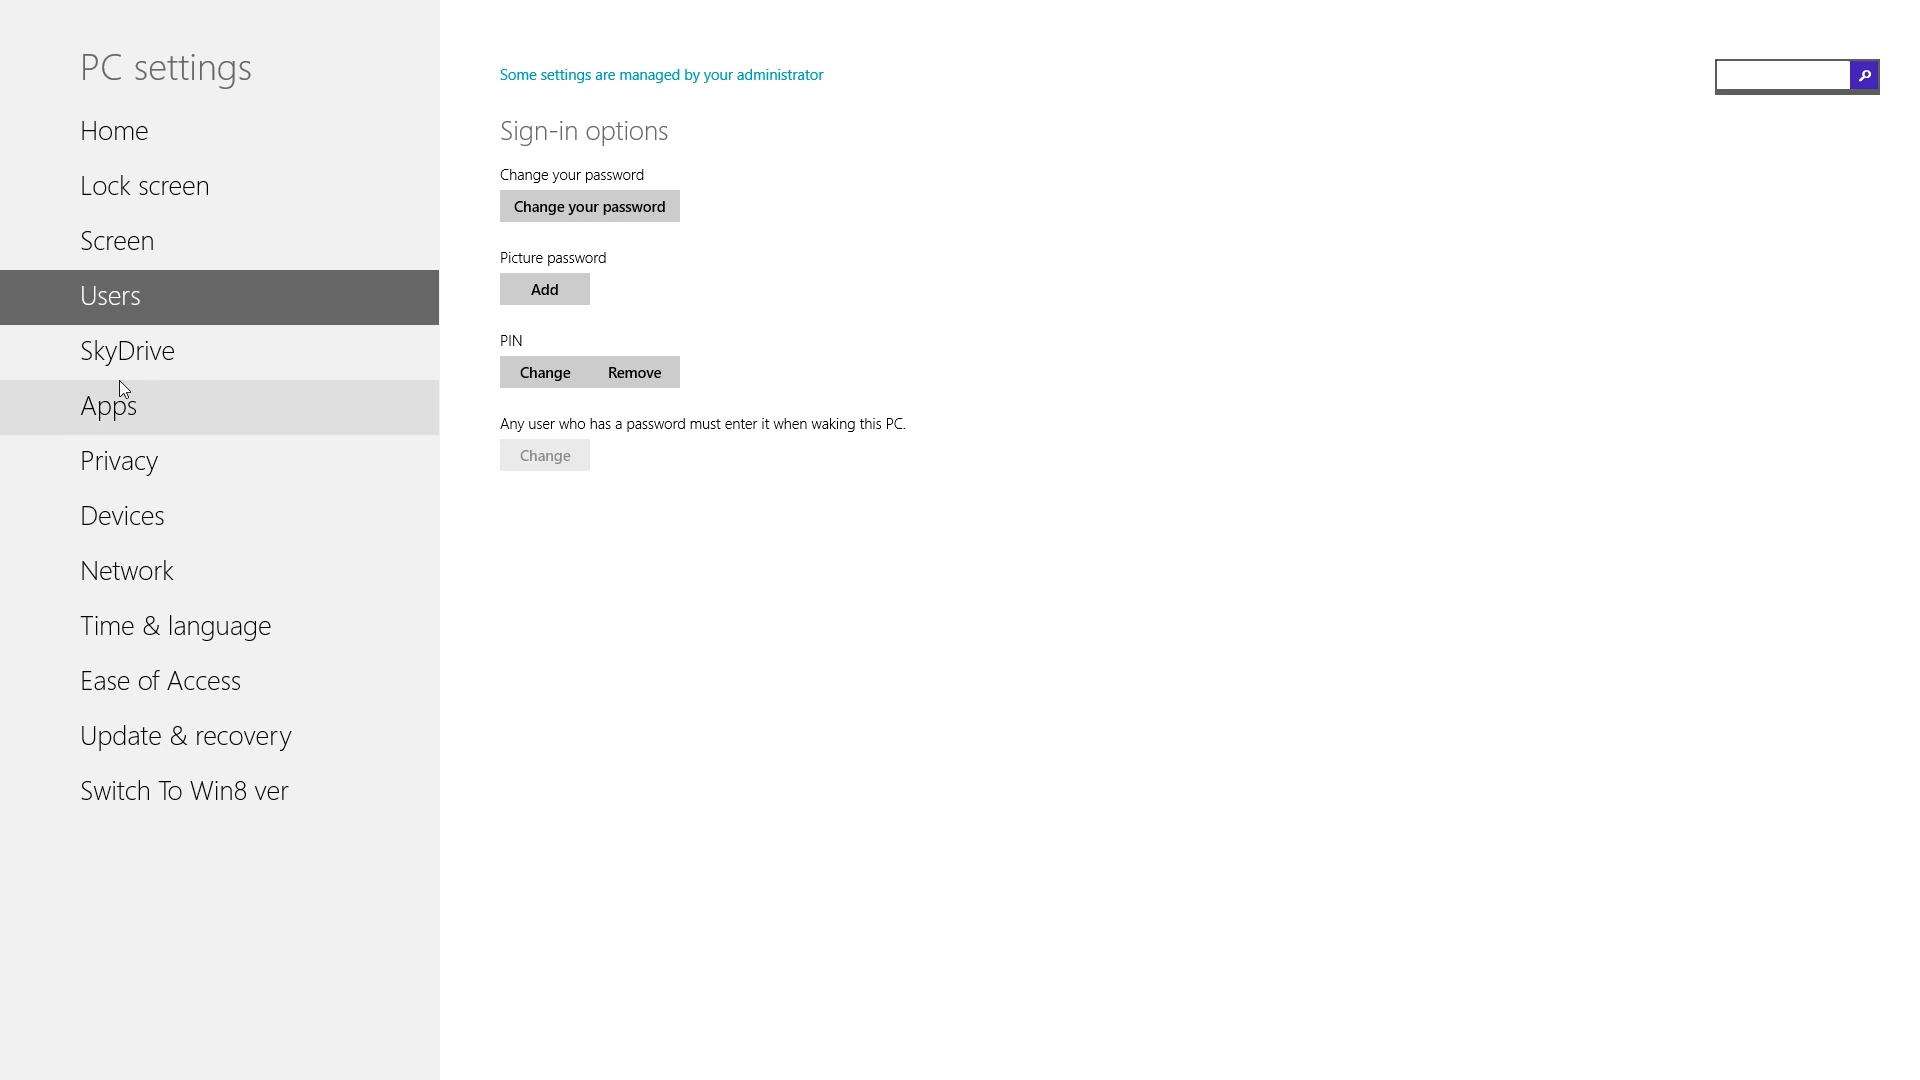 PC settings
Home
Lock screen
Screen
Users
SkyDrive
Apps
Privacy
Devices
Network
Time & language
Ease of Access
Update & recovery
Switch To Win8 ver
Some settings are managed by your administrator
Sign-in options
Change your password
Change your password
Picture password
Add
PIN
Change Remove
Any user who has a password must enter it when waking this PC.
Change